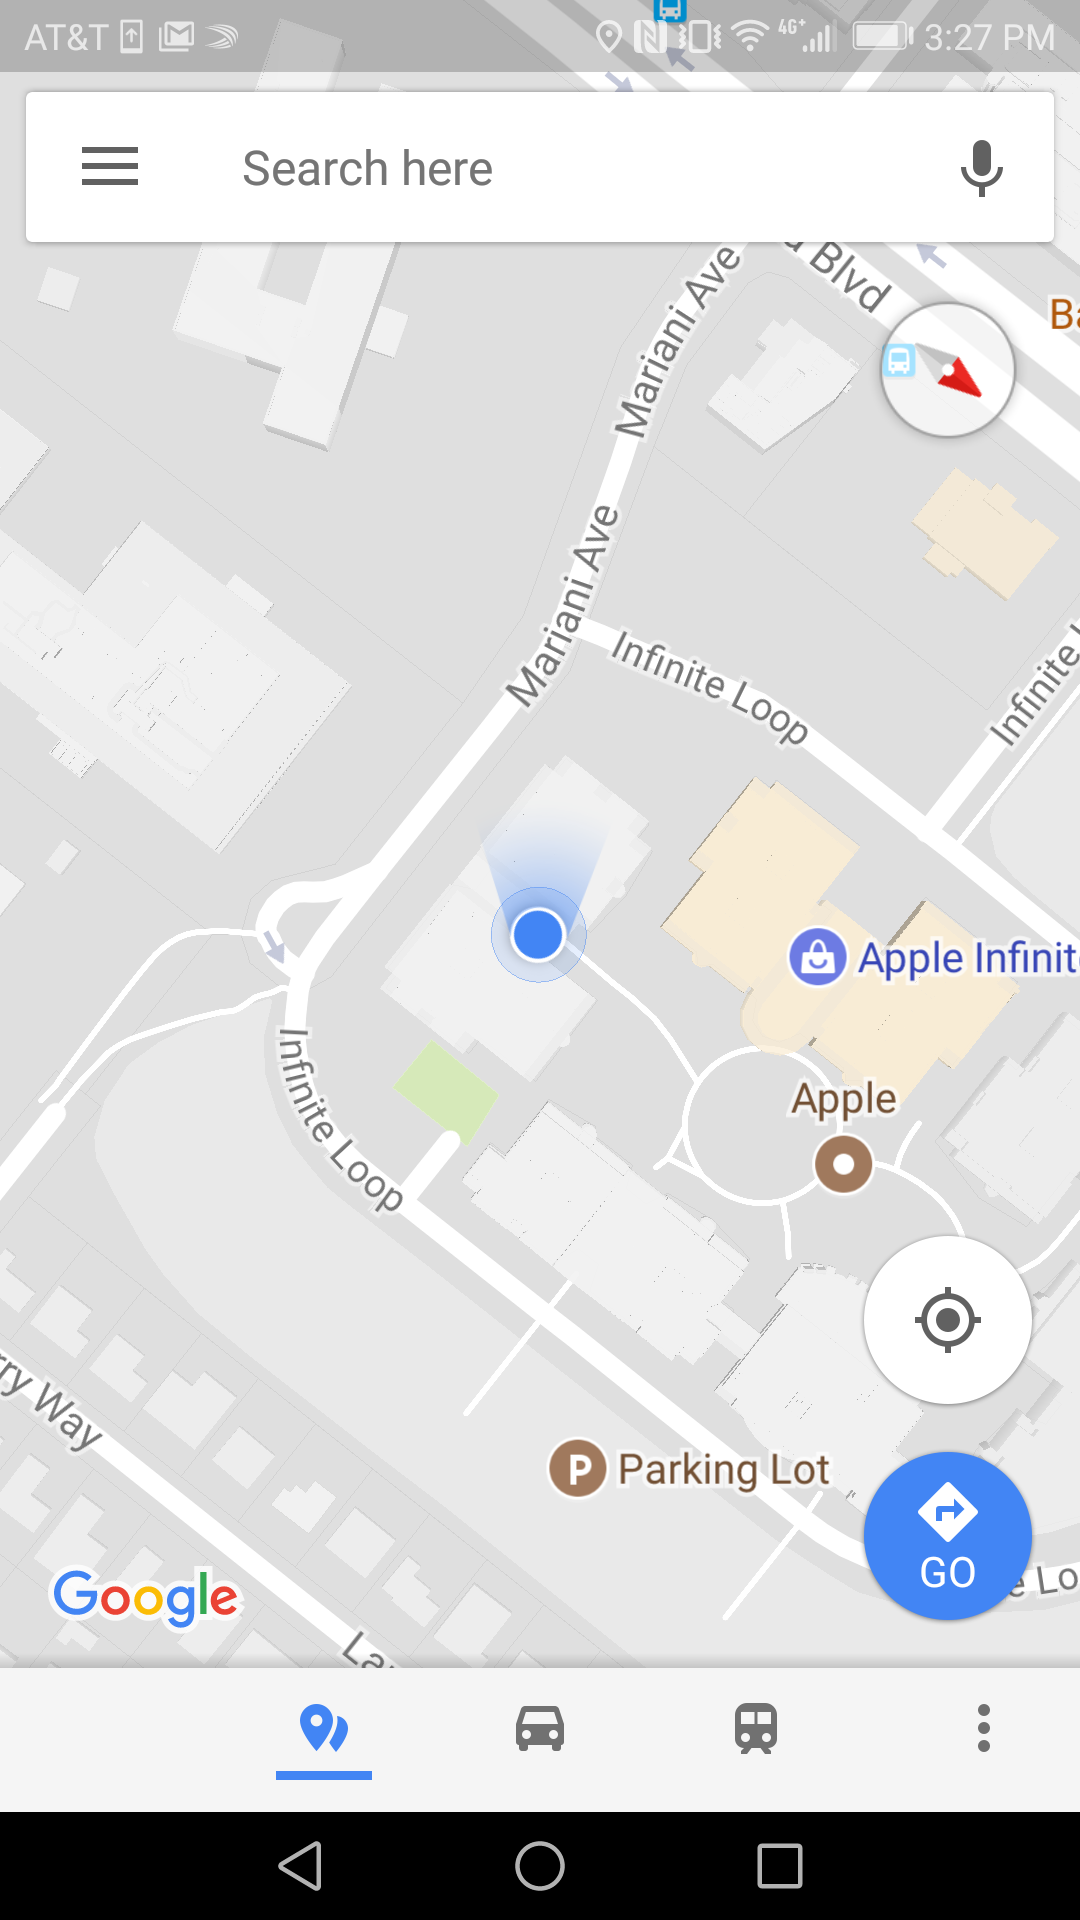 AT&T
4G+
3:27 PM
Search here
Blvd
Mariani Ave
Mariani Ave
Infinite Loop
Infinite
Apple Infinit
Apple
Infinite Loop
Way
P Parking Lot
GO
Google